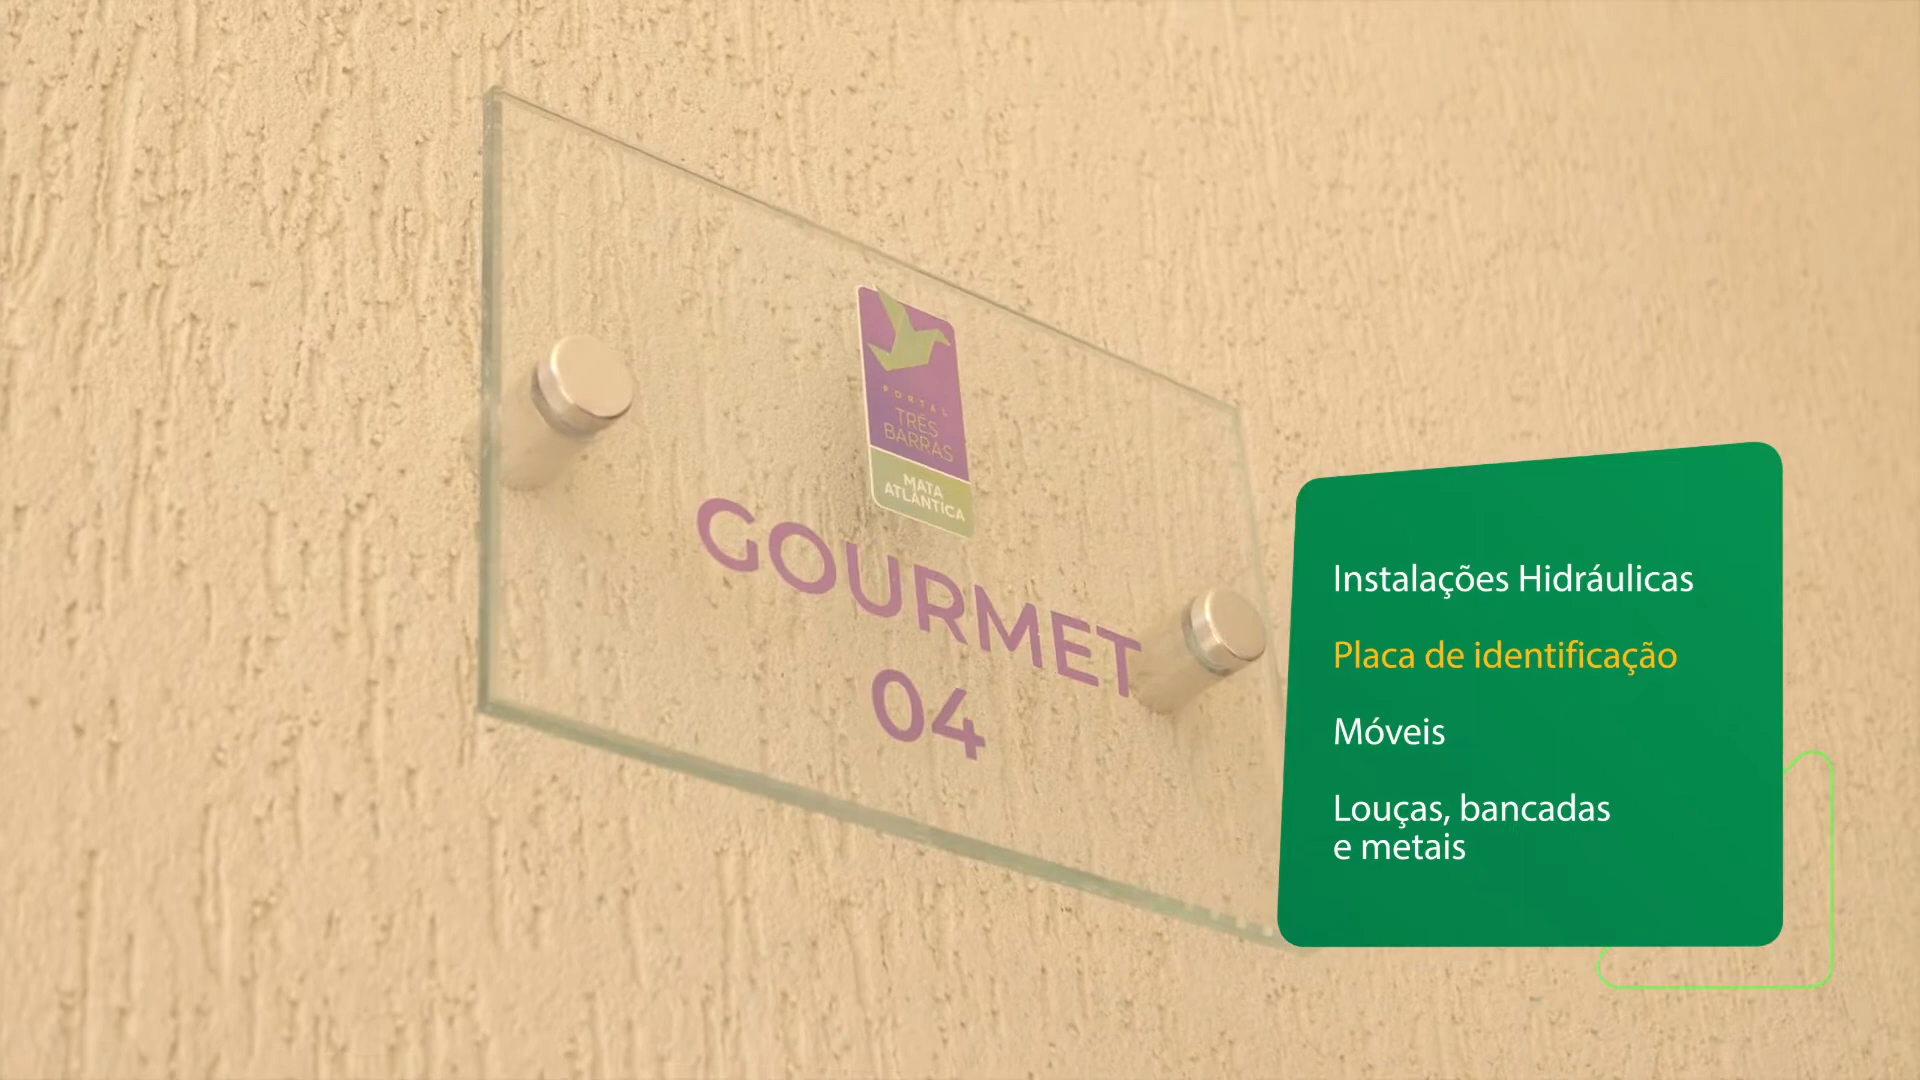 PORTAL
TRÊS
BARRAS
MATA
ATLÂNTICA
GOURMET
04
Instalações Hidráulicas
Placa de identificação
Móveis
Louças, bancadas
e metais